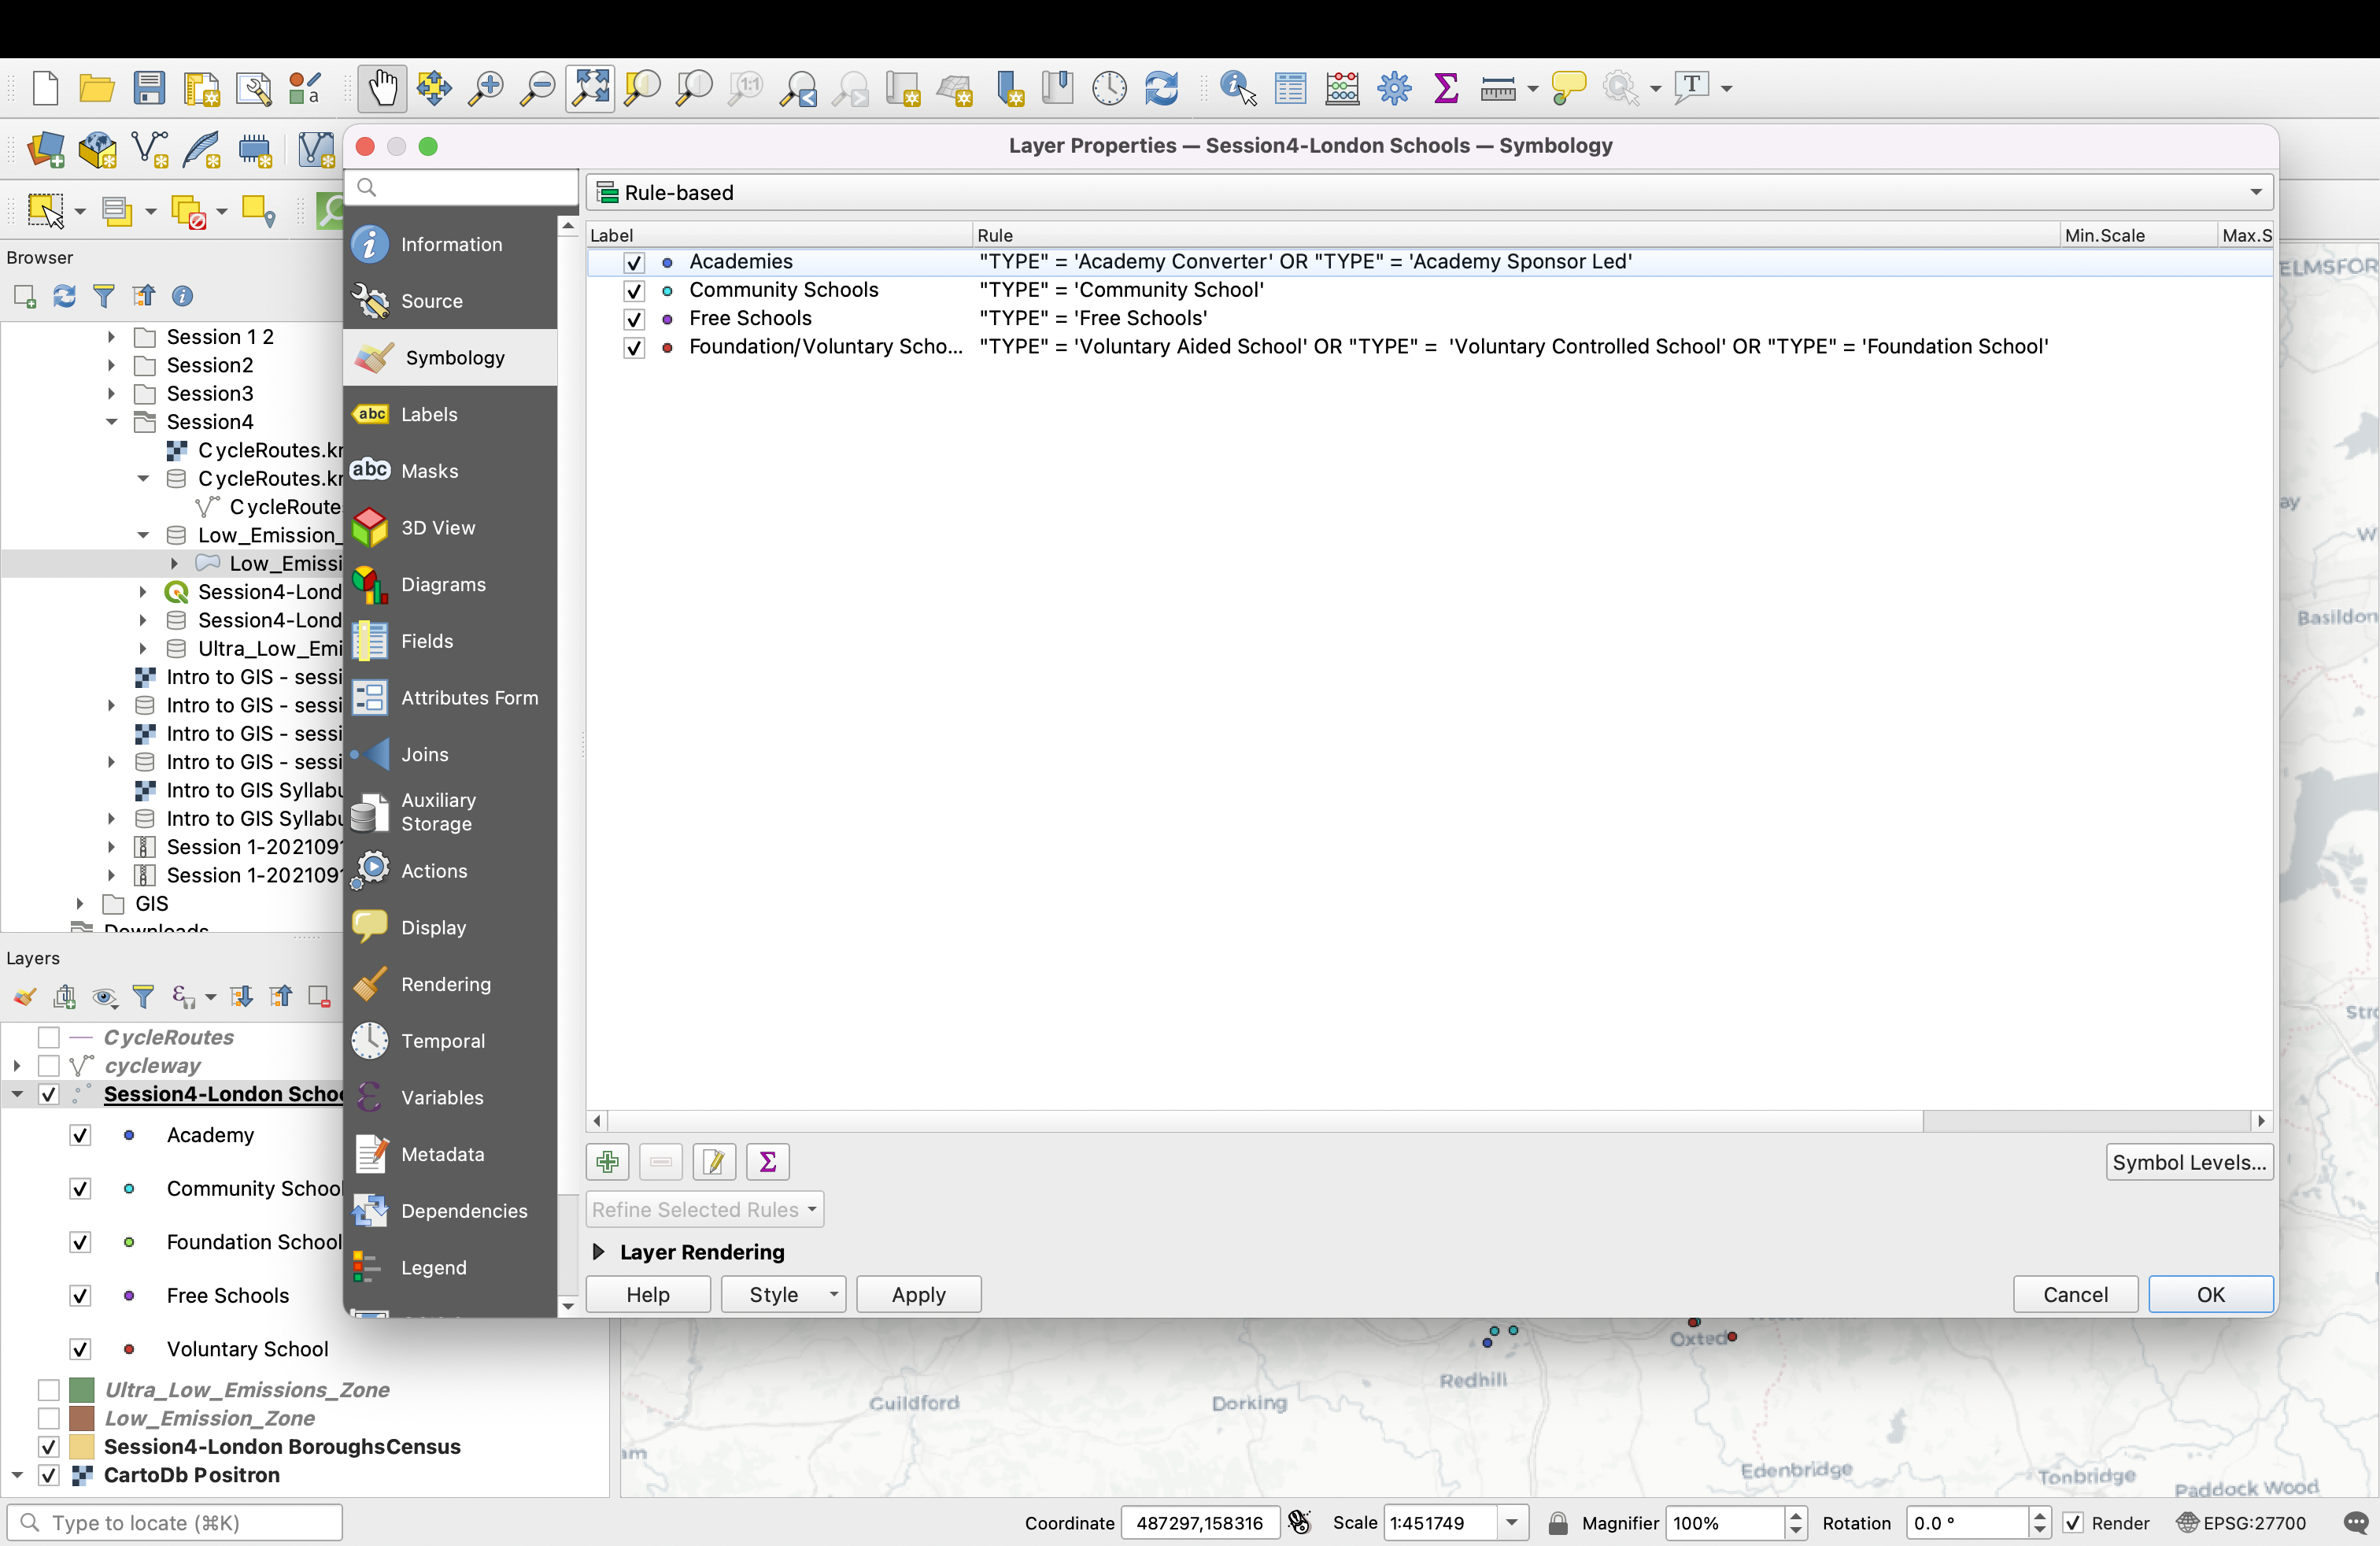 a
1:1
T
Layer Properties — Session4-London Schools — Symbology
Rule-based
Browser
Session 1 2
Session2
Session3
Session4
CycleRoutes.kr
CycleRoutes.kr
CycleRoute
Low_Emission_
Low_Emissi
Session4-Lond
Session4-Lond
Ultra_Low_Emi
Intro to GIS - sessi
Intro to GIS - sessi
Intro to GIS - sessi
Intro to GIS - sessi
Intro to GIS Syllabu
Intro to GIS Syllabu
Session 1-202109
Session 1-202109
GIS
Downloads
Information
Source
Symbology
abc Labels
abc Masks
3D View
Diagrams
Fields
Attributes Form
Joins
Auxiliary
Storage
Actions
Display
Rendering
Temporal
Variables
Metadata
Dependencies
Legend
Label Rule Min.Scale Max.S
Academies "TYPE" = 'Academy Converter' OR "TYPE" = 'Academy Sponsor Led'
Community Schools "TYPE" = 'Community School'
Free Schools "TYPE" = 'Free Schools'
Foundation/Voluntary Scho... "TYPE" = 'Voluntary Aided School' OR "TYPE" = 'Voluntary Controlled School' OR "TYPE" = 'Foundation School'
Symbol Levels...
Refine Selected Rules
Layer Rendering
Help
Style
Apply
Cancel
OK
Layers
CycleRoutes
cycleway
Session4-London Schoo
Academy
Community School
Foundation School
Free Schools
Voluntary School
Ultra_Low_Emissions_Zone
Low_Emission_Zone
Session4-London BoroughsCensus
CartoDb Positron
ELMSFOR
ay
W
Basildon
Stro
Oxted
Redhill
Guildford
Dorking
am
Edenbridge
Tonbridge
Paddock Wood
Type to locate (⌘K)
Coordinate 487297,158316
Scale 1:451749
Magnifier 100%
Rotation 0.0 °
Render
EPSG:27700